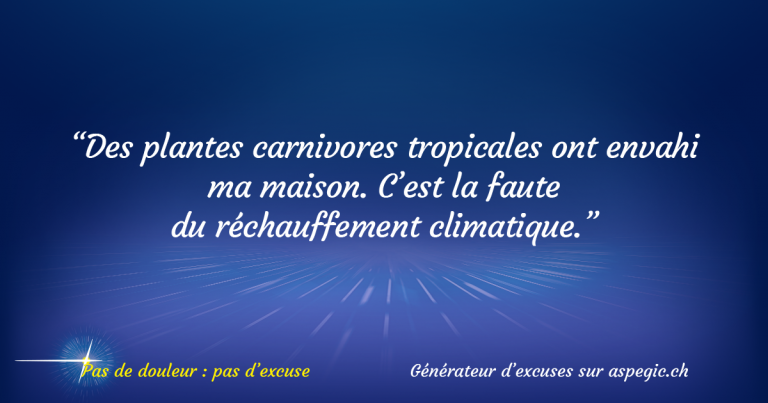 “Des plantes carnivores tropicales ont envahi
ma maison. C’est la faute
du réchauffement climatique.”
Pas de douleur : pas d’excuse
Générateur d’excuses sur aspegic.ch